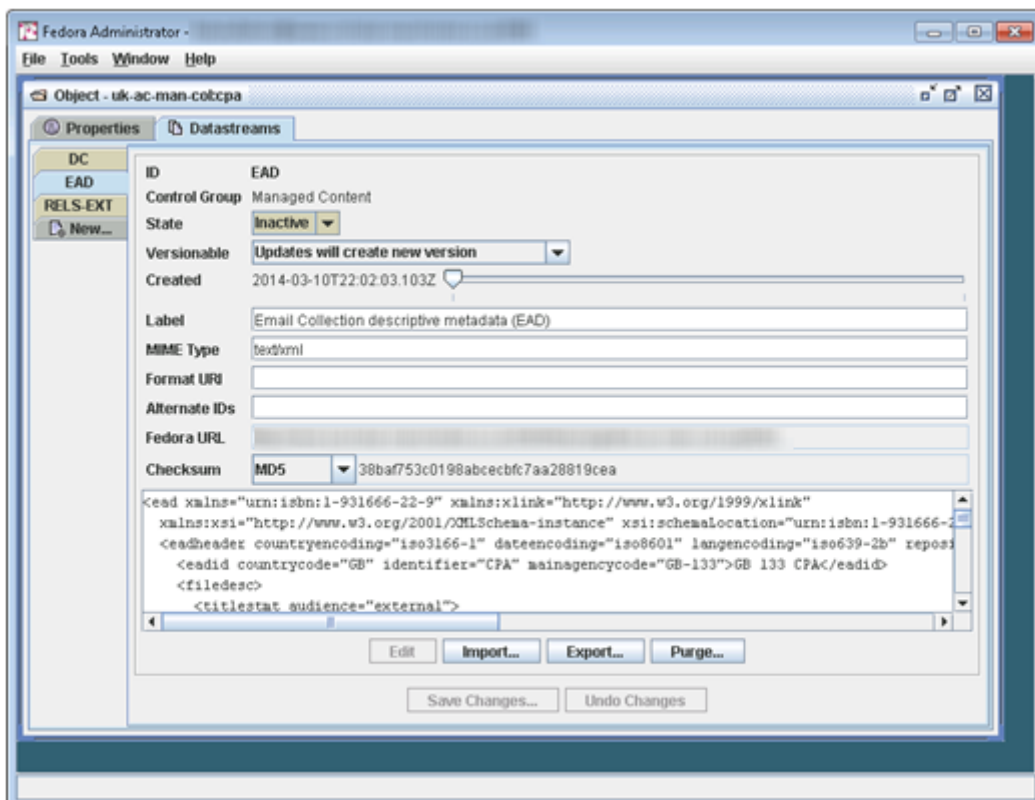 Fedora Administrator -
File Tools Window Help
Object - uk-ac-man-col:cpa
Properties Datastreams
DC
EAD
RELS-EXT
New...
ID EAD
Control Group Managed Content
State Inactive
Versionable Updates will create new version
Created 2014-03-10T22:02:03.103Z
Label Email Collection descriptive metadata (EAD)
MIME Type text/xml
Format URI
Alternate IDs
Fedora URL
Checksum MD5 38baf753c0198abcecbfc7aa28819cea
<ead xmlns="urn:isbn:1-931666-22-9" xmlns:xlink="http://www.w3.org/1999/xlink"
xmlns:xsi="http://www.w3.org/2001/XMLSchema-instance" xsi:schemaLocation="urn:isbn:1-931666-2
<eadheader countryencoding="iso3166-1" dateencoding="iso8601" langencoding="iso639-2b" reposi
<eadid countrycode="GB" identifier="CPA" mainagencycode="GB-133">GB 133 CPA</eadid>
<filedesc>
<titlestmt audience="external">
Edit Import... Export... Purge...
Save Changes... Undo Changes